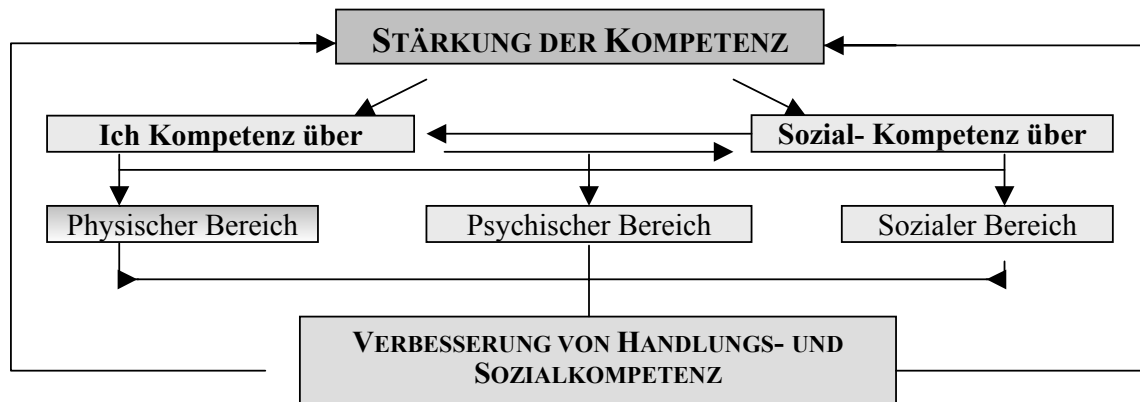 STÄRKUNG DER KOMPETENZ
Ich Kompetenz über
Sozial- Kompetenz über
Physischer Bereich
Psychischer Bereich
Sozialer Bereich
VERBESSERUNG VON HANDLUNGS- UND
SOZIALKOMPETENZ